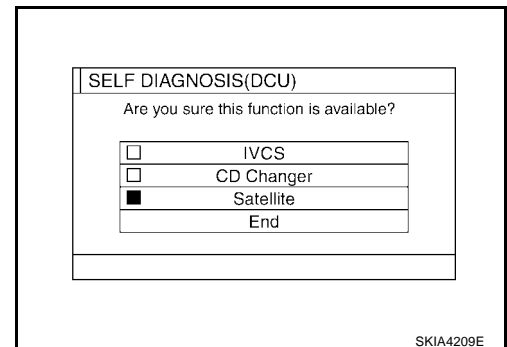 SELF DIAGNOSIS(DCU)
Are you sure this function is available?
IVCS
CD Changer
Satellite
End
SKIA4209E